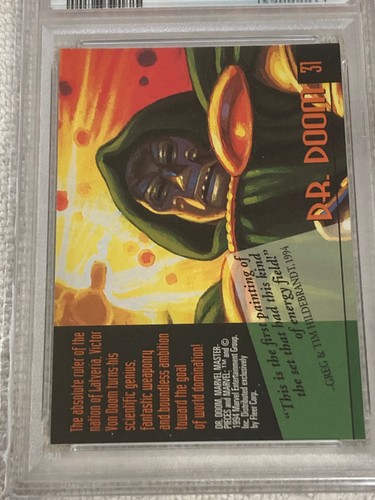 31
D.R. DOOM
"This is the first painting of
the set that had this kind
of energy field!"
-GREG & TIM HILDEBRANDT, 1994
The absolute ruler of the
nation of Latveria, Victor
Von Doom turns his
scientific genius,
fantastic weaponry
and boundless ambition
toward the goal
of world domination!
DR. DOOM, MARVEL MASTER-
PIECES and MARVEL: ™ and ©
1994 Marvel Entertainment Group,
Inc. Distributed exclusively
by Fleer Corp.